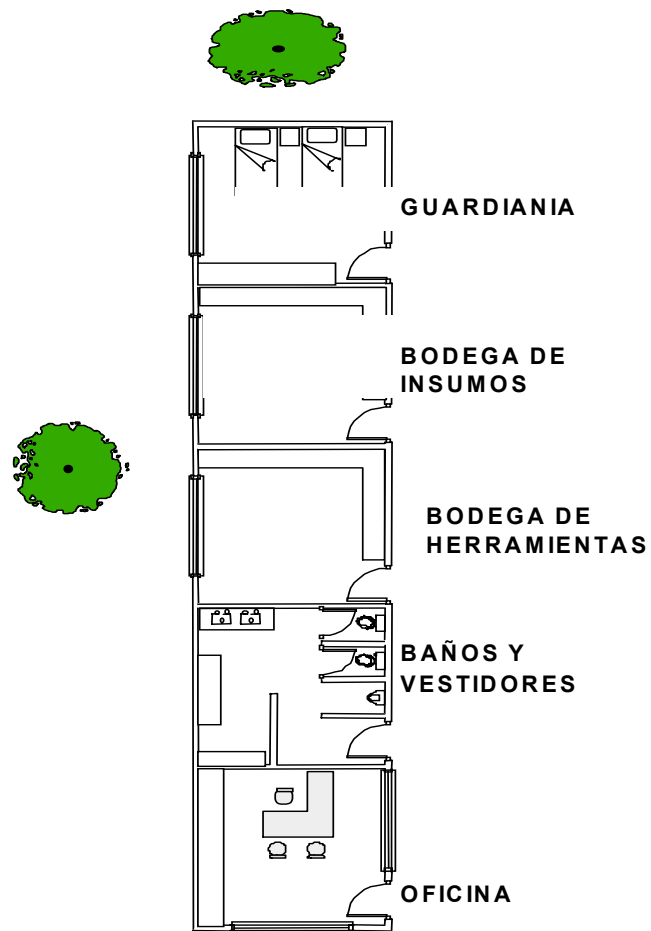 GUARDIANIA
BODEGA DE
INSUMOS
BODEGA DE
HERRAMIENTAS
BAÑOS Y
VESTIDORES
OFICINA